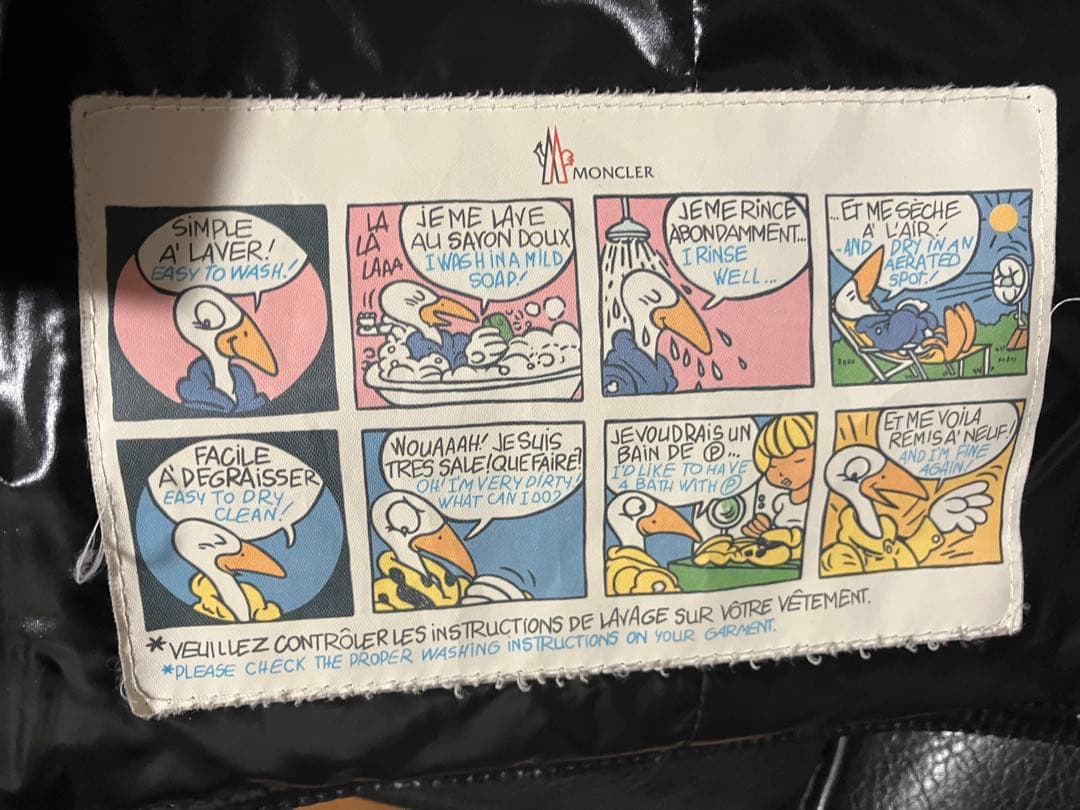 MONCLER
SIMPLE
A' LAVER!
EASY TO WASH!
LA
LA
LAAA
JE ME LAVE
AU SAVON DOUX
I WASH IN A MILD
SOAP!
JE ME RINCE
ABONDAMMENT...
I RINSE
WELL...
...ET ME SÈCHE
A' L'AIR!
..AND DRY IN AN
AERATED
SPOT!
FACILE
A' DEGRAISSER
EASY TO DRY
CLEAN!
WOUAAAH! JE SUIS
TRES SALE! QUE FAIRE?
OH! I'M VERY DIRTY!
WHAT CAN I DO?
JE VOUDRAIS UN
BAIN DE Ⓟ...
I'D LIKE TO HAVE
A BATH WITH Ⓟ
ET ME VOILA
REMIS A' NEUF!
AND I'M FINE
AGAIN!
*VEUILLEZ CONTRÔLER LES INSTRUCTIONS DE LAVAGE SUR VÔTRE VÊTEMENT.
*PLEASE CHECK THE PROPER WASHING INSTRUCTIONS ON YOUR GARMENT.